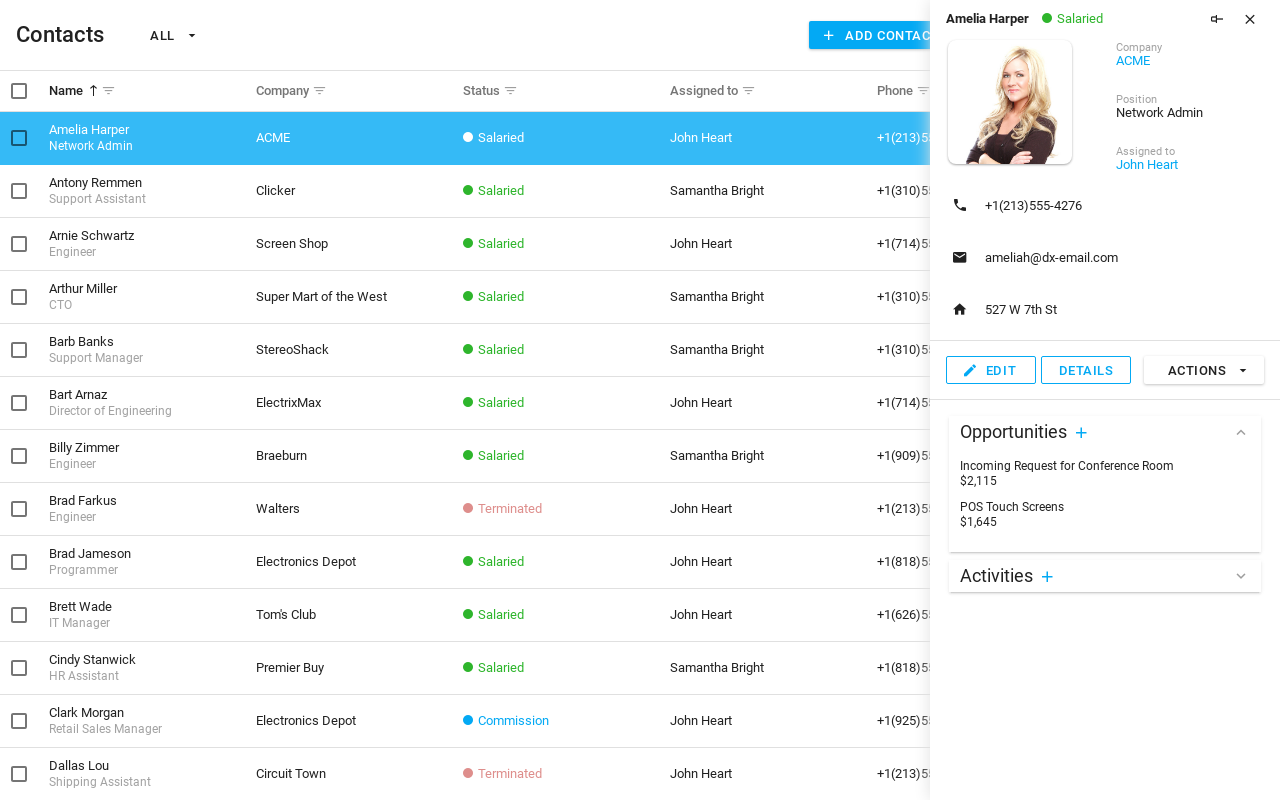 Contacts
ALL
ADD CONTAC
Name
Company
Status
Assigned to
Phone
Amelia Harper
Network Admin
ACME
Salaried
John Heart
+1(213)5
Antony Remmen
Support Assistant
Clicker
Salaried
Samantha Bright
+1(310)5
Arnie Schwartz
Engineer
Screen Shop
Salaried
John Heart
+1(714)5
Arthur Miller
CTO
Super Mart of the West
Salaried
Samantha Bright
+1(310)5
Barb Banks
Support Manager
StereoShack
Salaried
Samantha Bright
+1(310)5
Bart Arnaz
Director of Engineering
ElectrixMax
Salaried
John Heart
+1(714)5
Billy Zimmer
Engineer
Braeburn
Salaried
Samantha Bright
+1(909)5
Brad Farkus
Engineer
Walters
Terminated
John Heart
+1(213)5
Brad Jameson
Programmer
Electronics Depot
Salaried
John Heart
+1(818)5
Brett Wade
IT Manager
Tom's Club
Salaried
John Heart
+1(626)5
Cindy Stanwick
HR Assistant
Premier Buy
Salaried
Samantha Bright
+1(818)5
Clark Morgan
Retail Sales Manager
Electronics Depot
Commission
John Heart
+1(925)5
Dallas Lou
Shipping Assistant
Circuit Town
Terminated
John Heart
+1(213)5
Amelia Harper
Salaried
Company
ACME
Position
Network Admin
Assigned to
John Heart
+1(213)555-4276
ameliah@dx-email.com
527 W 7th St
EDIT
DETAILS
ACTIONS
Opportunities
Incoming Request for Conference Room
$2,115
POS Touch Screens
$1,645
Activities